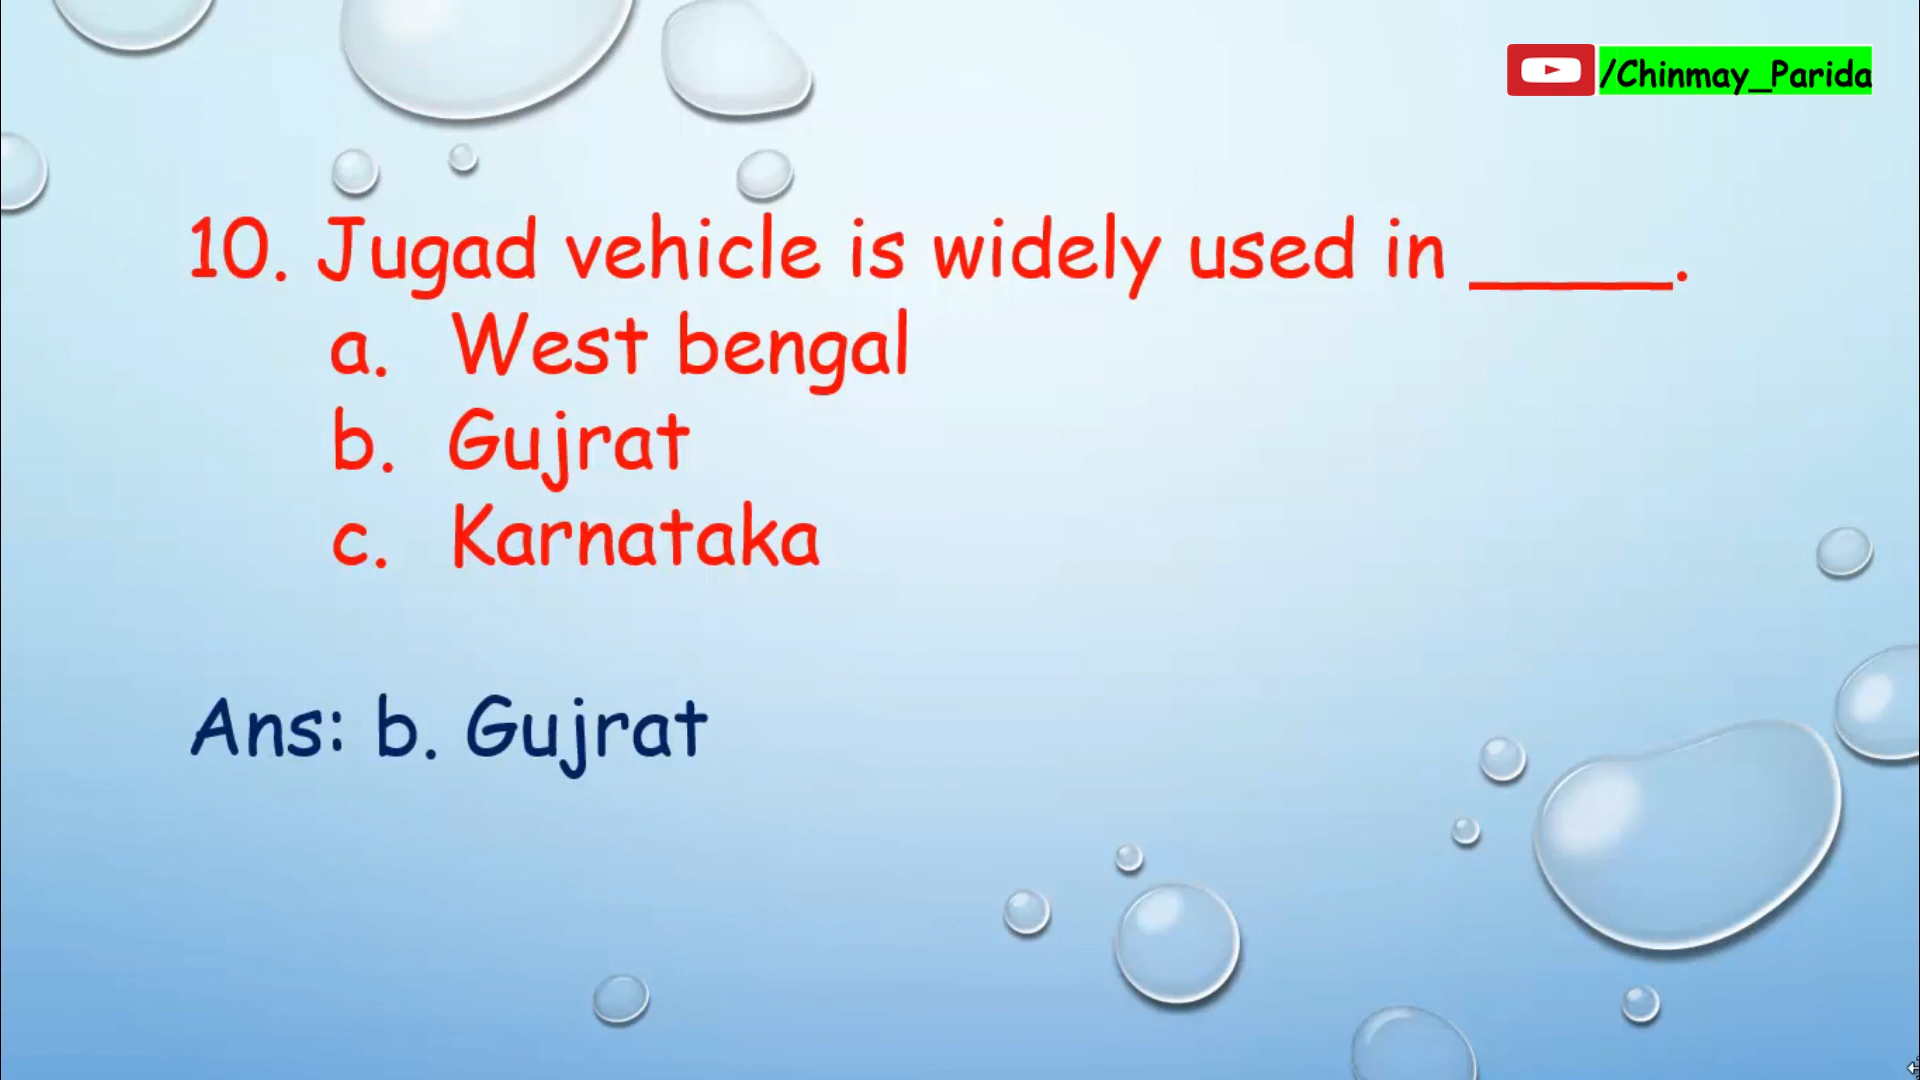 /Chinmay_Parida
10. Jugad vehicle is widely used in _____.
a. West bengal
b. Gujrat
c. Karnataka
Ans: b. Gujrat